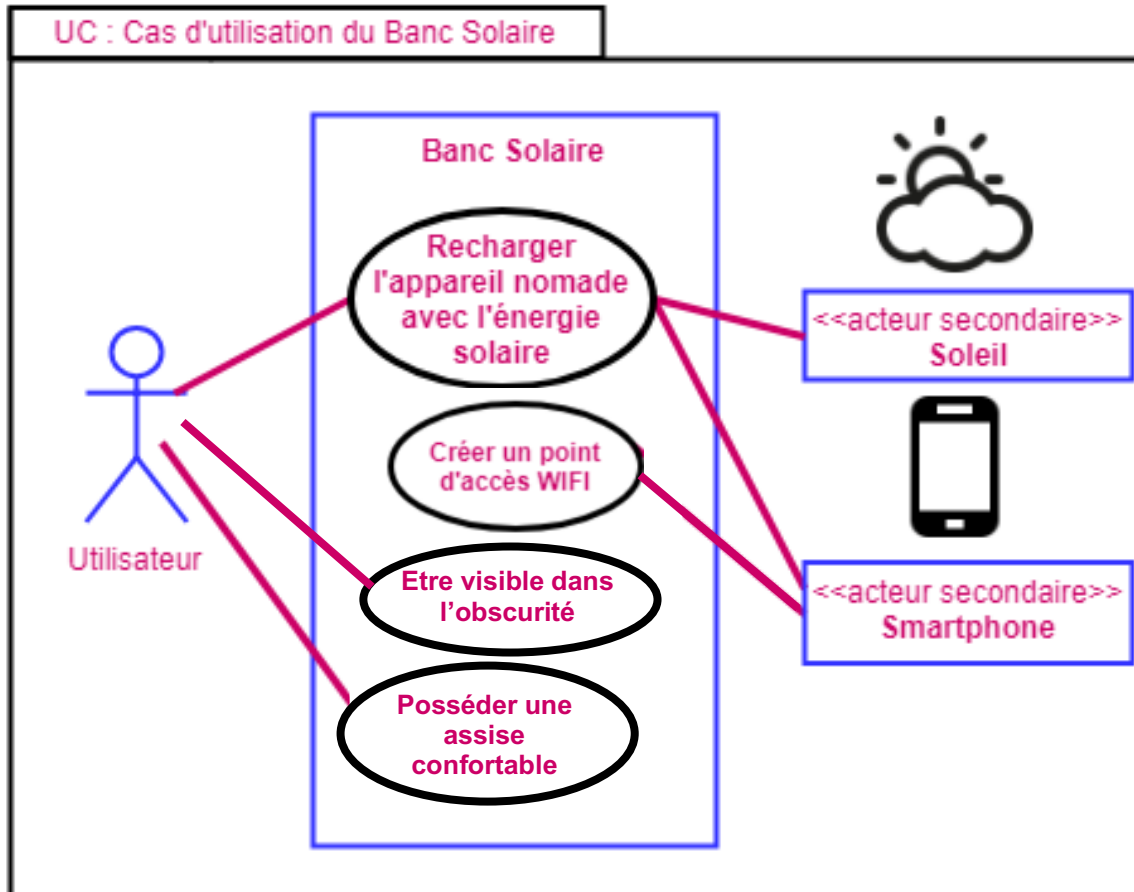 UC : Cas d'utilisation du Banc Solaire
Banc Solaire
Recharger
l'appareil nomade
avec l'énergie
solaire
<<acteur secondaire>>
Soleil
Créer un point
d'accès WIFI
Utilisateur
Etre visible dans
l’obscurité
<<acteur secondaire>>
Smartphone
Posséder une
assise
confortable